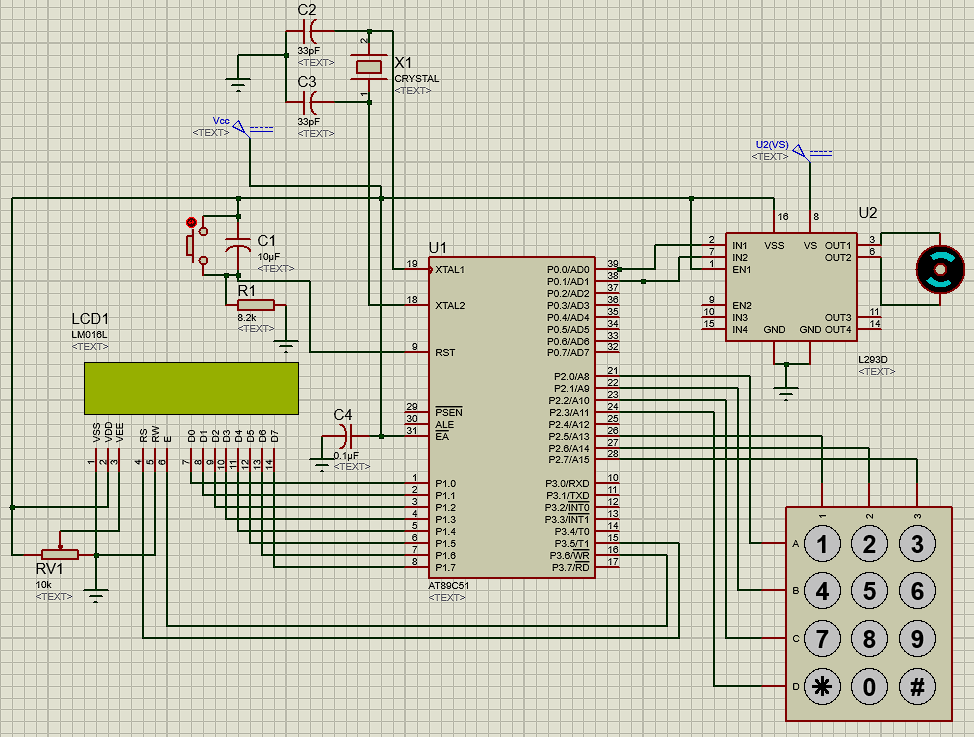 C2
33pF
<TEXT>
2
X1
CRYSTAL
<TEXT>
1
C3
33pF
<TEXT>
Vcc
<TEXT>
U2(VS)
<TEXT>
C1
10µF
<TEXT>
R1
8.2k
<TEXT>
U1
19 XTAL1
18 XTAL2
9 RST
29 PSEN
30 ALE
31 EA
1 P1.0
2 P1.1
3 P1.2
4 P1.3
5 P1.4
6 P1.5
7 P1.6
8 P1.7
P0.0/AD0 39
P0.1/AD1 38
P0.2/AD2 37
P0.3/AD3 36
P0.4/AD4 35
P0.5/AD5 34
P0.6/AD6 33
P0.7/AD7 32
P2.0/A8 21
P2.1/A9 22
P2.2/A10 23
P2.3/A11 24
P2.4/A12 25
P2.5/A13 26
P2.6/A14 27
P2.7/A15 28
P3.0/RXD 10
P3.1/TXD 11
P3.2/INT0 12
P3.3/INT1 13
P3.4/T0 14
P3.5/T1 15
P3.6/WR 16
P3.7/RD 17
AT89C51
<TEXT>
U2
16 8
VSS VS
2 IN1
7 IN2
1 EN1
9 EN2
10 IN3
15 IN4
OUT1 3
OUT2 6
OUT3 11
OUT4 14
GND GND
L293D
<TEXT>
LCD1
LM016L
<TEXT>
VSS VDD VEE RS RW E D0 D1 D2 D3 D4 D5 D6 D7
1 2 3 4 5 6 7 8 9 10 11 12 13 14
C4
0.1µF
<TEXT>
RV1
10k
<TEXT>
1 2 3
A 1 2 3
B 4 5 6
C 7 8 9
D * 0 #